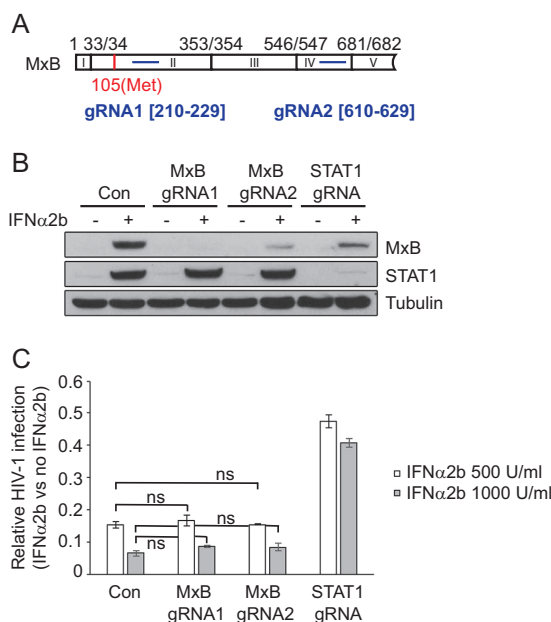 A
1 33/34 353/354 546/547 681/682
MxB I II III IV V
105(Met)
gRNA1 [210-229] gRNA2 [610-629]
B
MxB MxB STAT1
Con gRNA1 gRNA2 gRNA
IFNα2b - + - + - + - +
MxB
STAT1
Tubulin
C
Relative HIV-1 infection
(IFNα2b vs no IFNα2b)
0.6
0.5
0.4
0.3
0.2
0.1
0
ns
ns
ns
ns
IFNα2b 500 U/ml
IFNα2b 1000 U/ml
Con MxB MxB STAT1
gRNA1 gRNA2 gRNA